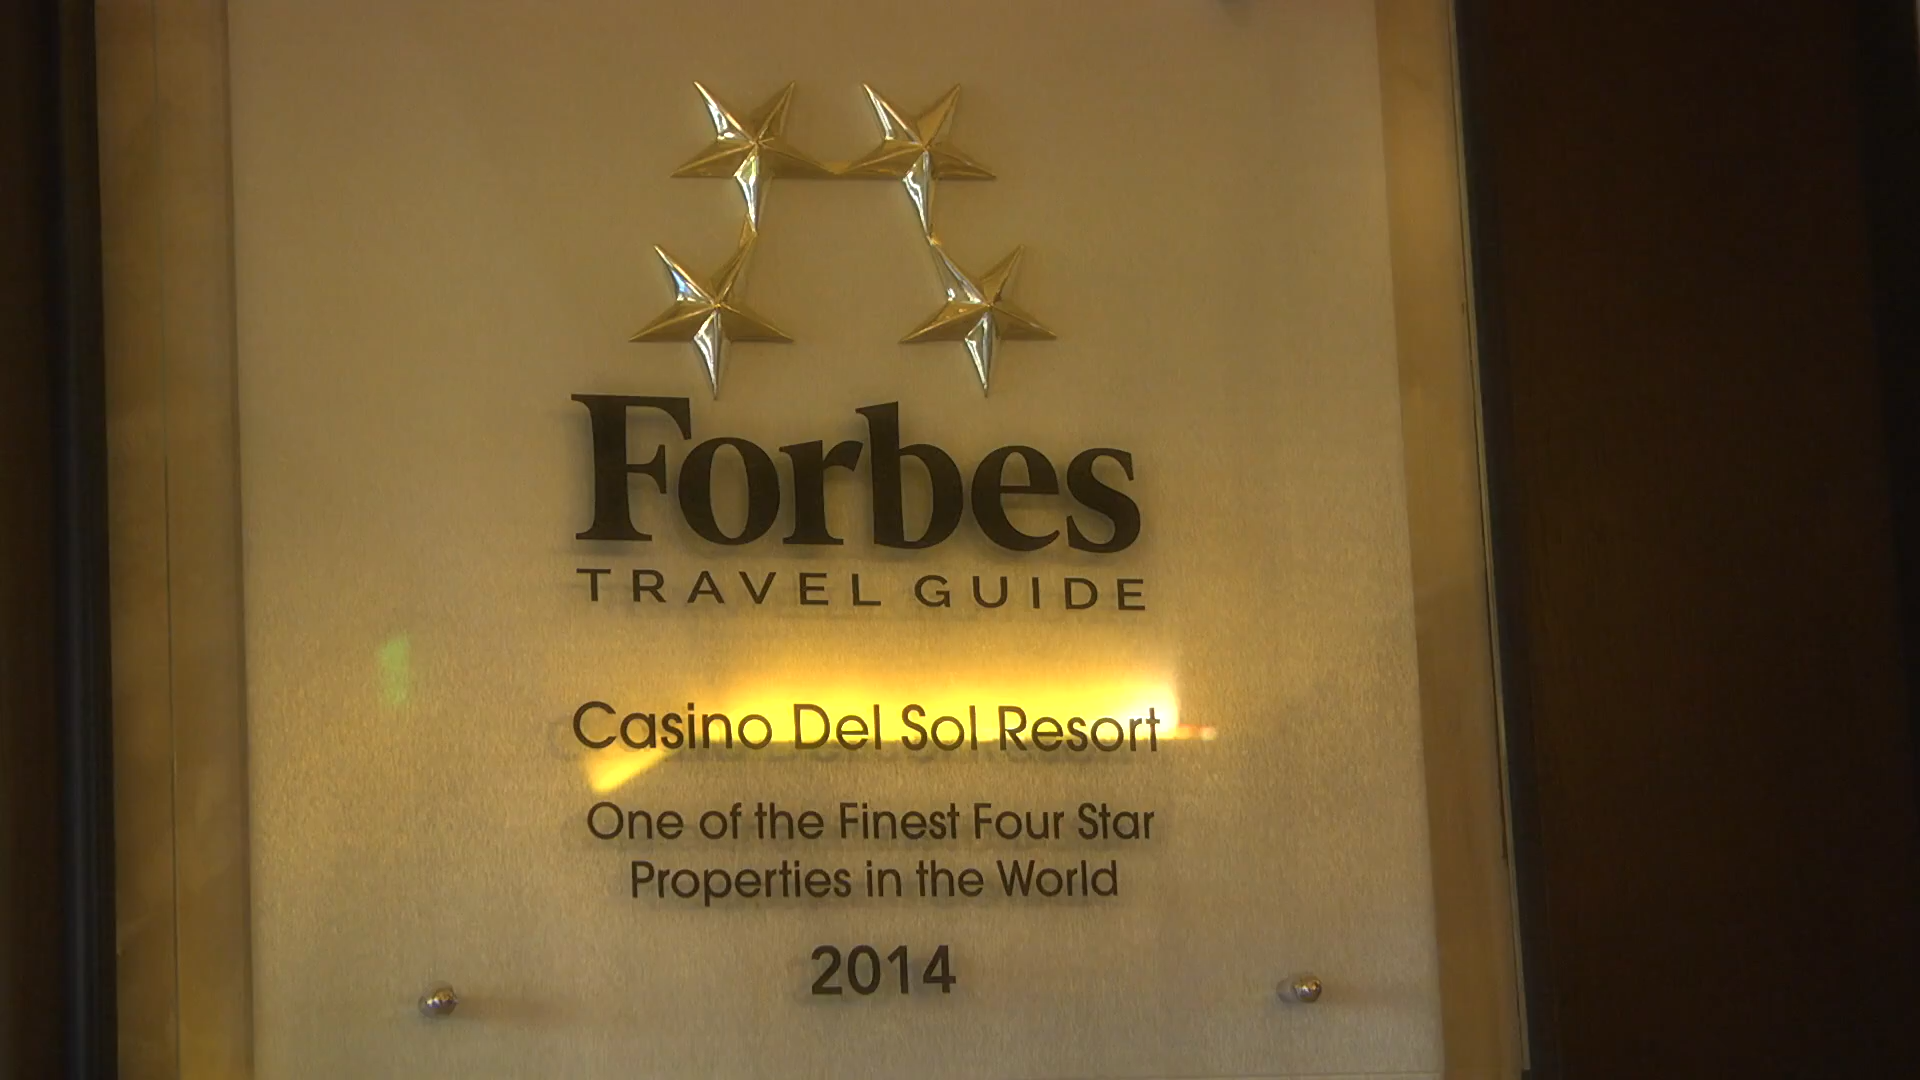 Forbes
TRAVEL GUIDE
Casino Del Sol Resort
One of the Finest Four Star
Properties in the World
2014